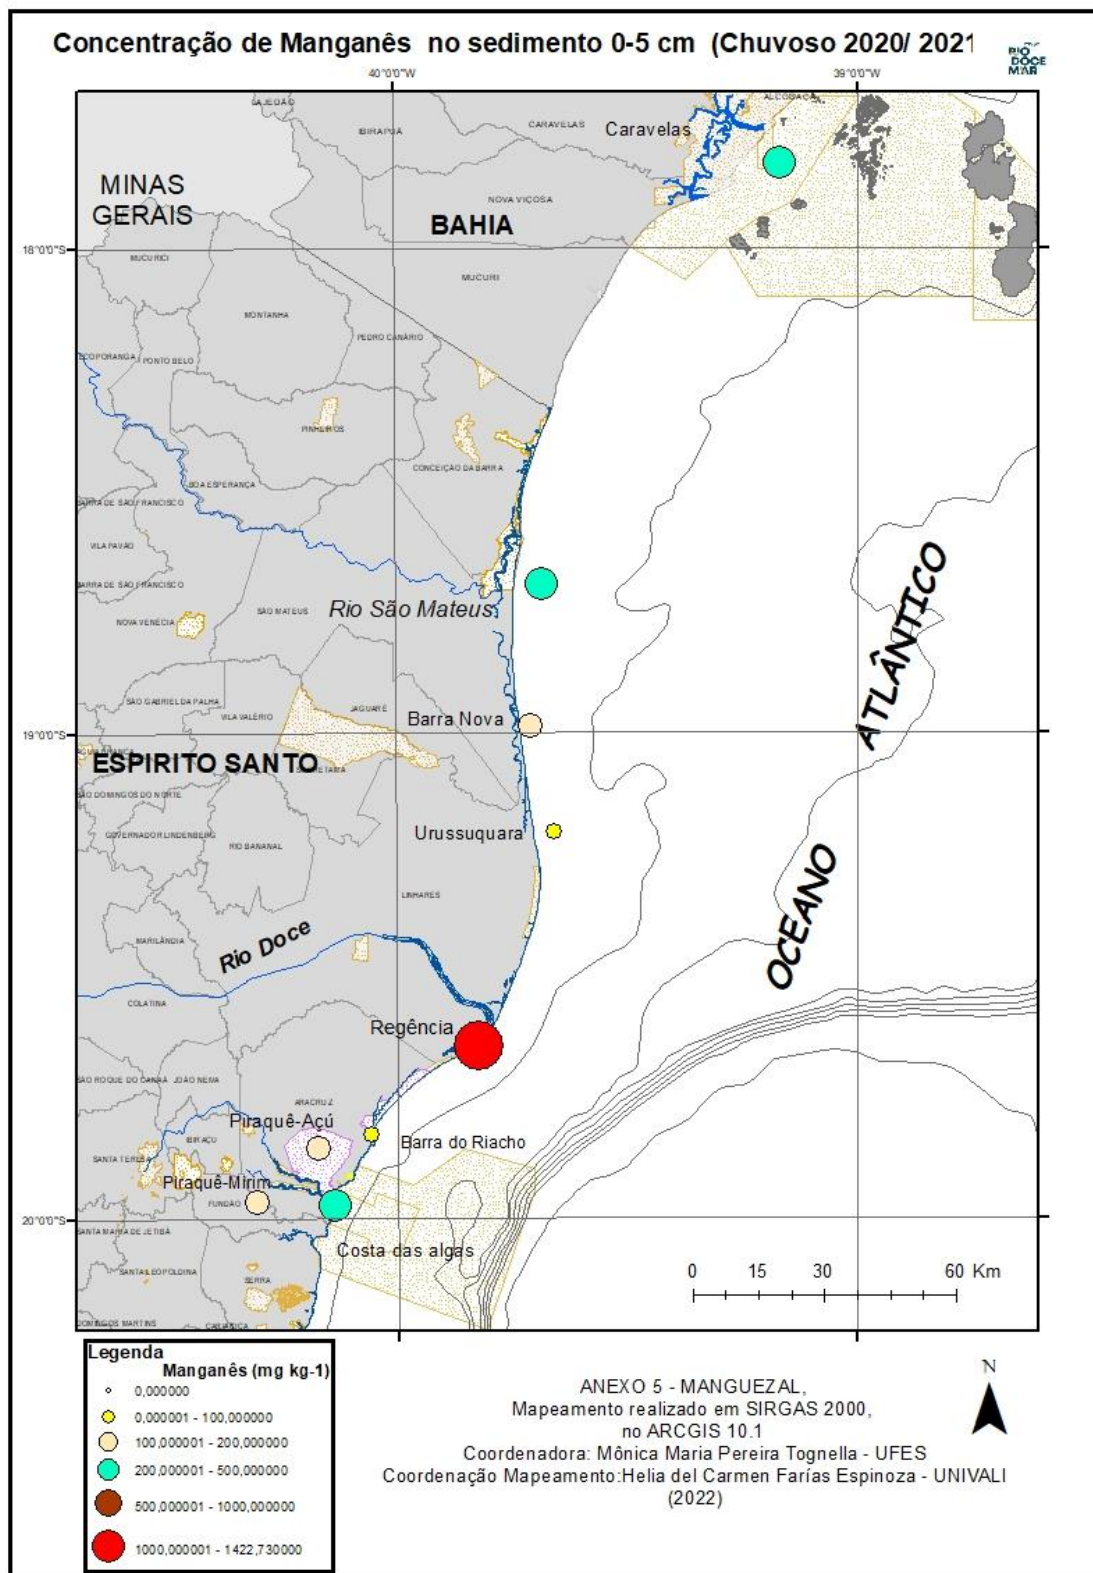 Concentração de Manganês no sedimento 0-5 cm (Chuvoso 2020/ 2021
RIO
DOCE
MAR
40°0'0"W
39°0'0"W
LAJEDÃO
ALCOBAÇA
CARAVELAS
IBIRAPUÃ
Caravelas
MINAS
GERAIS
NOVA VIÇOSA
BAHIA
18°0'0"S
MUCURICI
MUCURI
MONTANHA
PEDRO CANÁRIO
ECOPORANGA
PONTO BELO
PINHEIROS
CONCEIÇÃO DA BARRA
BOA ESPERANÇA
BARRA DE SÃO FRANCISCO
VILA PAVÃO
BARRA DE SÃO FRANCISCO
SÃO MATEUS
Rio São Mateus
NOVA VENÉCIA
SÃO GABRIEL DA PALHA
JAGUARÉ
VILA VALÉRIO
Barra Nova
19°0'0"S
ESPIRITO SANTO
SÃO DOMINGOS DO NORTE
GOVERNADOR LINDENBERG
Urussuquara
RIO BANANAL
LINHARES
OCEANO ATLÂNTICO
MARILÂNDIA
Rio Doce
COLATINA
Regência
SÃO ROQUE DO CANAÃ
JOÃO NEIVA
ARACRUZ
Piraquê-Açú
IBIRAÇU
Barra do Riacho
SANTA TERESA
Piraquê-Mirim
FUNDÃO
20°0'0"S
SANTA MARIA DE JETIBÁ
Costa das algas
SANTA LEOPOLDINA
SERRA
0 15 30 60 Km
DOMINGOS MARTINS
CARIACICA
Legenda
Manganês (mg kg-1)
0,000000
0,000001 - 100,000000
100,000001 - 200,000000
200,000001 - 500,000000
500,000001 - 1000,000000
1000,000001 - 1422,730000
N
ANEXO 5 - MANGUEZAL,
Mapeamento realizado em SIRGAS 2000,
no ARCGIS 10.1
Coordenadora: Mônica Maria Pereira Tognella - UFES
Coordenação Mapeamento:Helia del Carmen Farías Espinoza - UNIVALI
(2022)